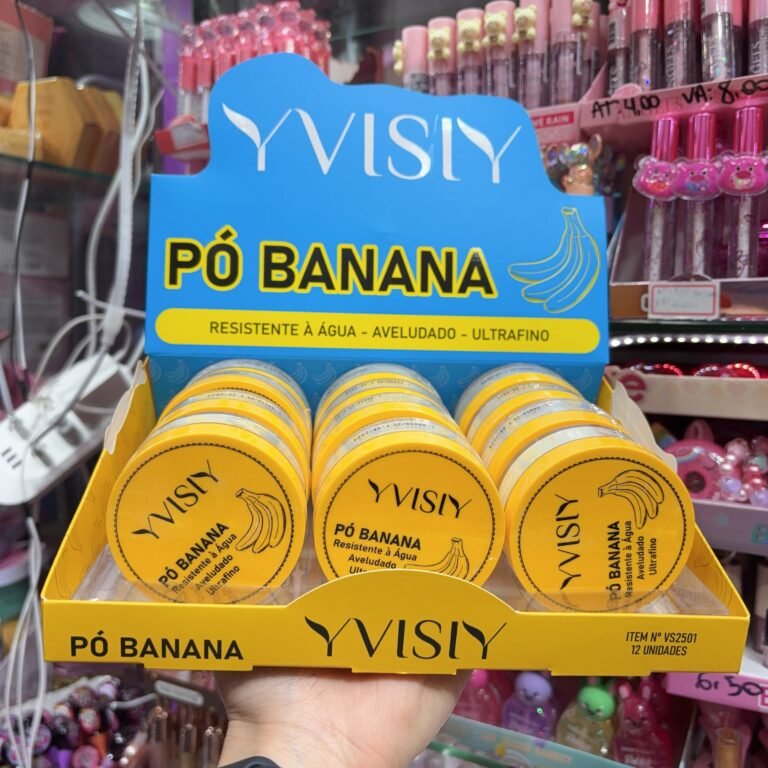 AT: 4,00 VA: 8,00
YVISIY
PÓ BANANA
RESISTENTE À ÁGUA - AVELUDADO - ULTRAFINO
YVISIY
PÓ BANANA
Resistente à Água
Aveludado
Ultrafino
YVISIY
PÓ BANANA
Resistente à Água
Aveludado
YVISIY
PÓ BANANA
Resistente à Água
Aveludado
Ultrafino
PÓ BANANA
YVISIY
ITEM Nº VS2501
12 UNIDADES
6,50